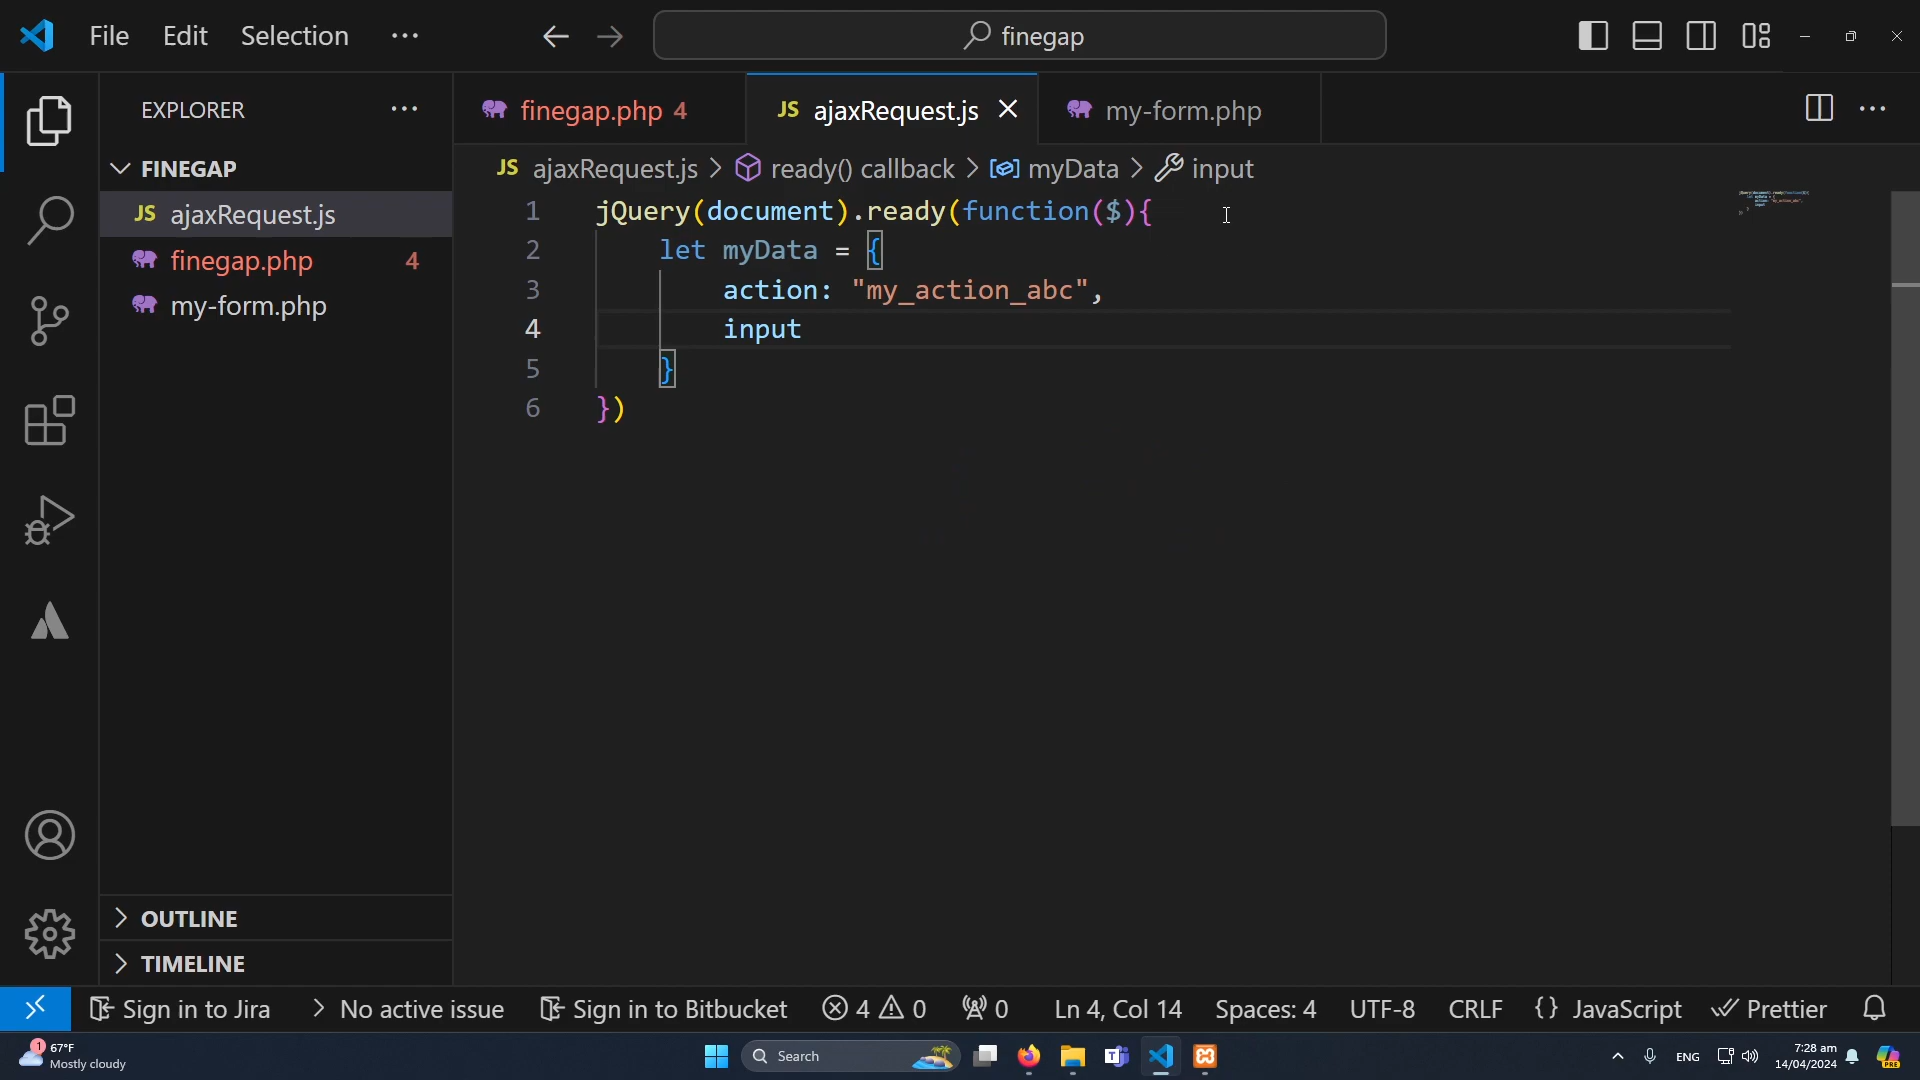 File Edit Selection ···
finegap
EXPLORER ···
finegap.php 4
JS ajaxRequest.js
my-form.php
JS ajaxRequest.js > ready() callback > myData > input
FINEGAP
JS ajaxRequest.js
finegap.php 4
my-form.php
1 jQuery(document).ready(function($){
2 let myData = {
3 action: "my_action_abc",
4 input
5 }
6 })
OUTLINE
TIMELINE
Sign in to Jira > No active issue Sign in to Bitbucket 4 0 0 Ln 4, Col 14 Spaces: 4 UTF-8 CRLF {} JavaScript Prettier
1 67°F
Mostly cloudy
Search
ENG
7:28 am
14/04/2024
PRE